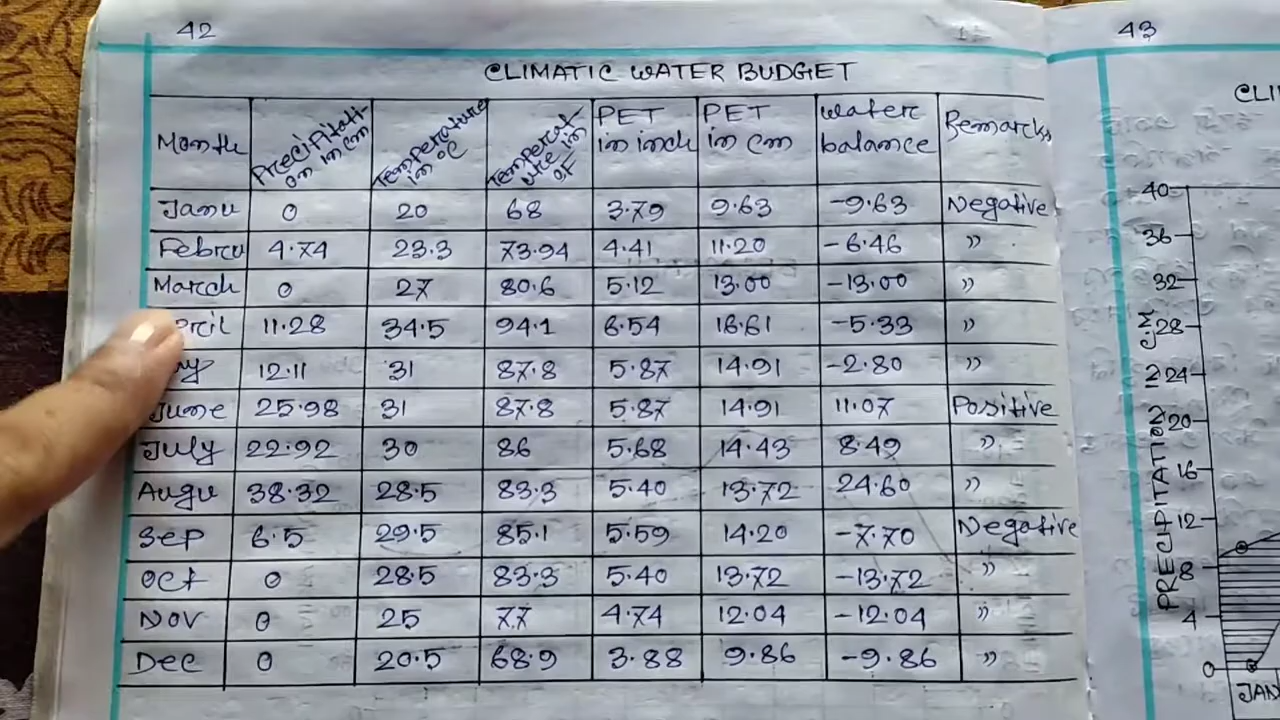 42
CLIMATIC WATER BUDGET
Month Precipitati-on in cm Temperature in °C Temperature in °F PET in inch PET in cm Water balance Remarks
Janu 0 20 68 3.79 9.63 -9.63 Negative
Febru 4.74 23.3 73.94 4.41 11.20 -6.46 "
March 0 27 80.6 5.12 13.00 -13.00 "
ril 11.28 34.5 94.1 6.54 16.61 -5.33 "
y 12.11 31 87.8 5.87 14.91 -2.80 "
June 25.98 31 87.8 5.87 14.91 11.07 Positive
July 22.92 30 86 5.68 14.43 8.49 "
Augu 38.32 28.5 83.3 5.40 13.72 24.60 "
Sep 6.5 29.5 85.1 5.59 14.20 -7.70 Negative
Oct 0 28.5 83.3 5.40 13.72 -13.72 "
Nov 0 25 77 4.74 12.04 -12.04 "
Dec 0 20.5 68.9 3.88 9.86 -9.86 "
43
CLI
PRECIPITATION IN CM
40
36
32
28
24
20
16
12
8
4
0
JAN